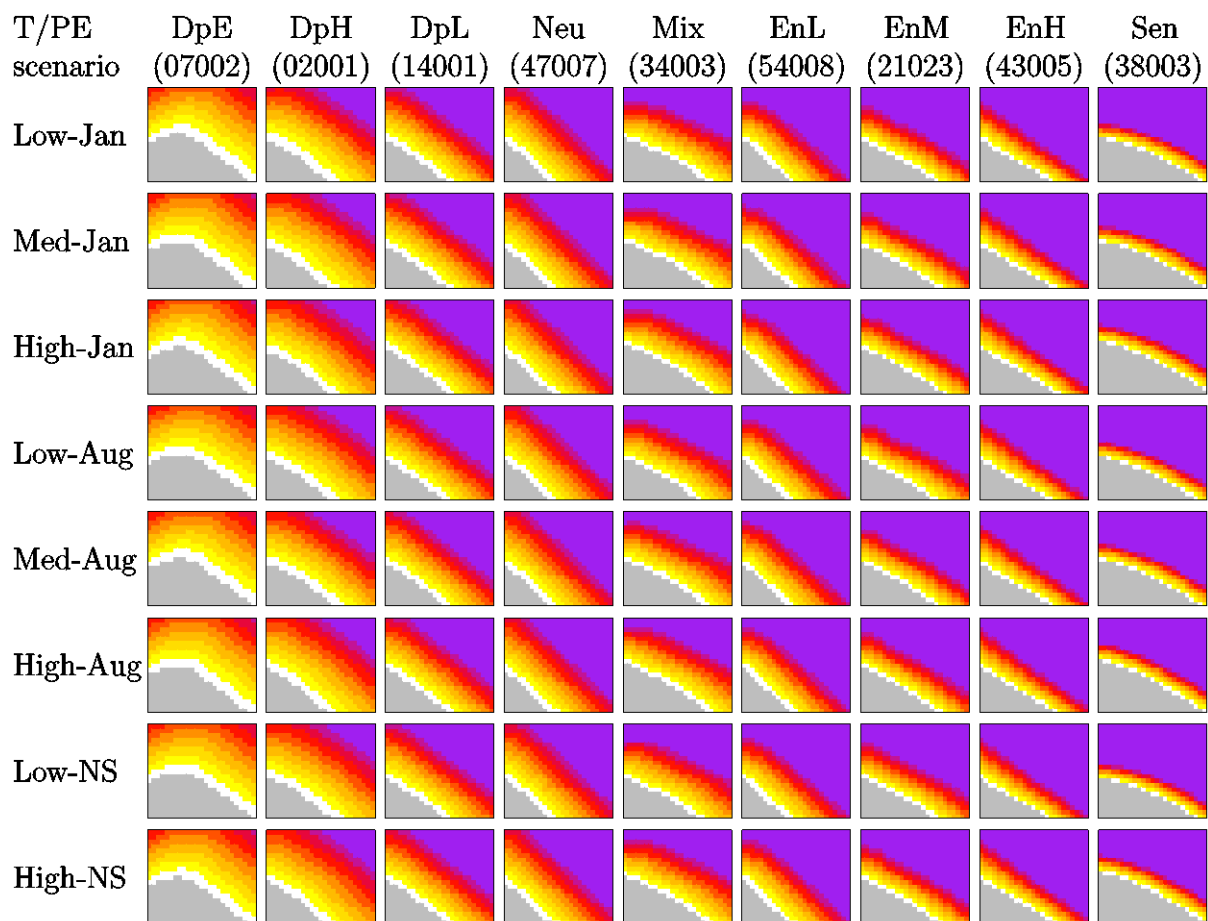 T/PE DpE DpH DpL Neu Mix EnL EnM EnH Sen
scenario (07002) (02001) (14001) (47007) (34003) (54008) (21023) (43005) (38003)
Low-Jan
Med-Jan
High-Jan
Low-Aug
Med-Aug
High-Aug
Low-NS
High-NS